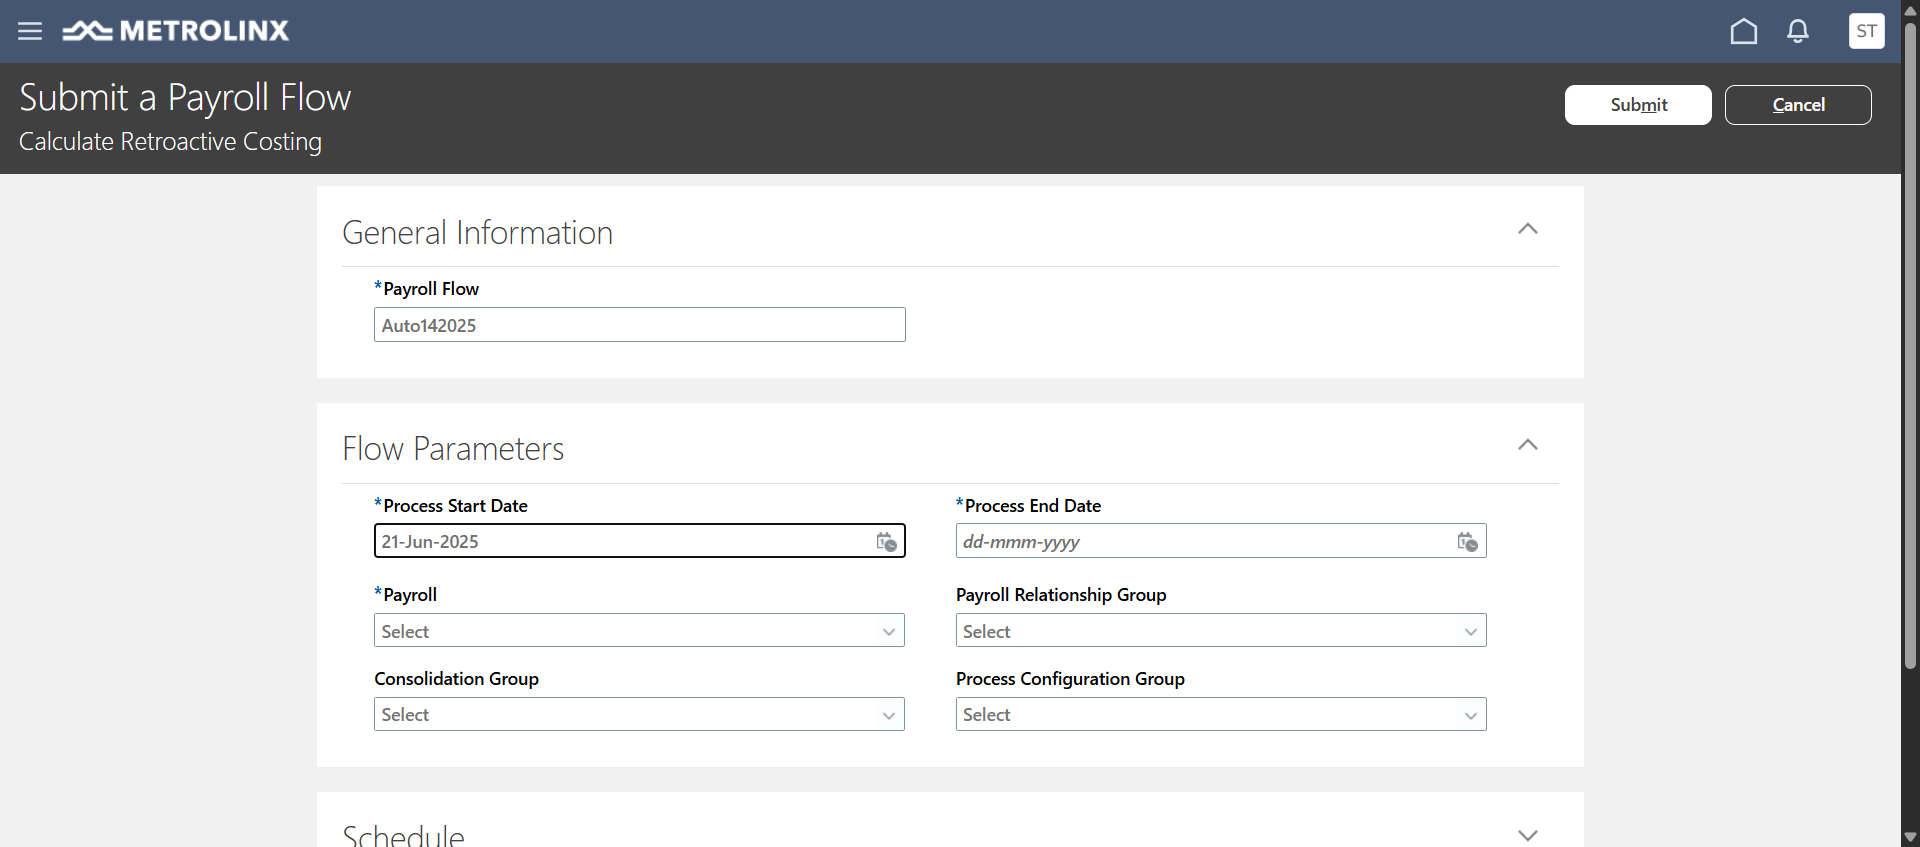 METROLINX
ST
Submit a Payroll Flow
Calculate Retroactive Costing
Submit
Cancel
General Information
*Payroll Flow
Auto142025
Flow Parameters
*Process Start Date
21-Jun-2025
*Process End Date
dd-mmm-yyyy
*Payroll
Select
Payroll Relationship Group
Select
Consolidation Group
Select
Process Configuration Group
Select
Schedule